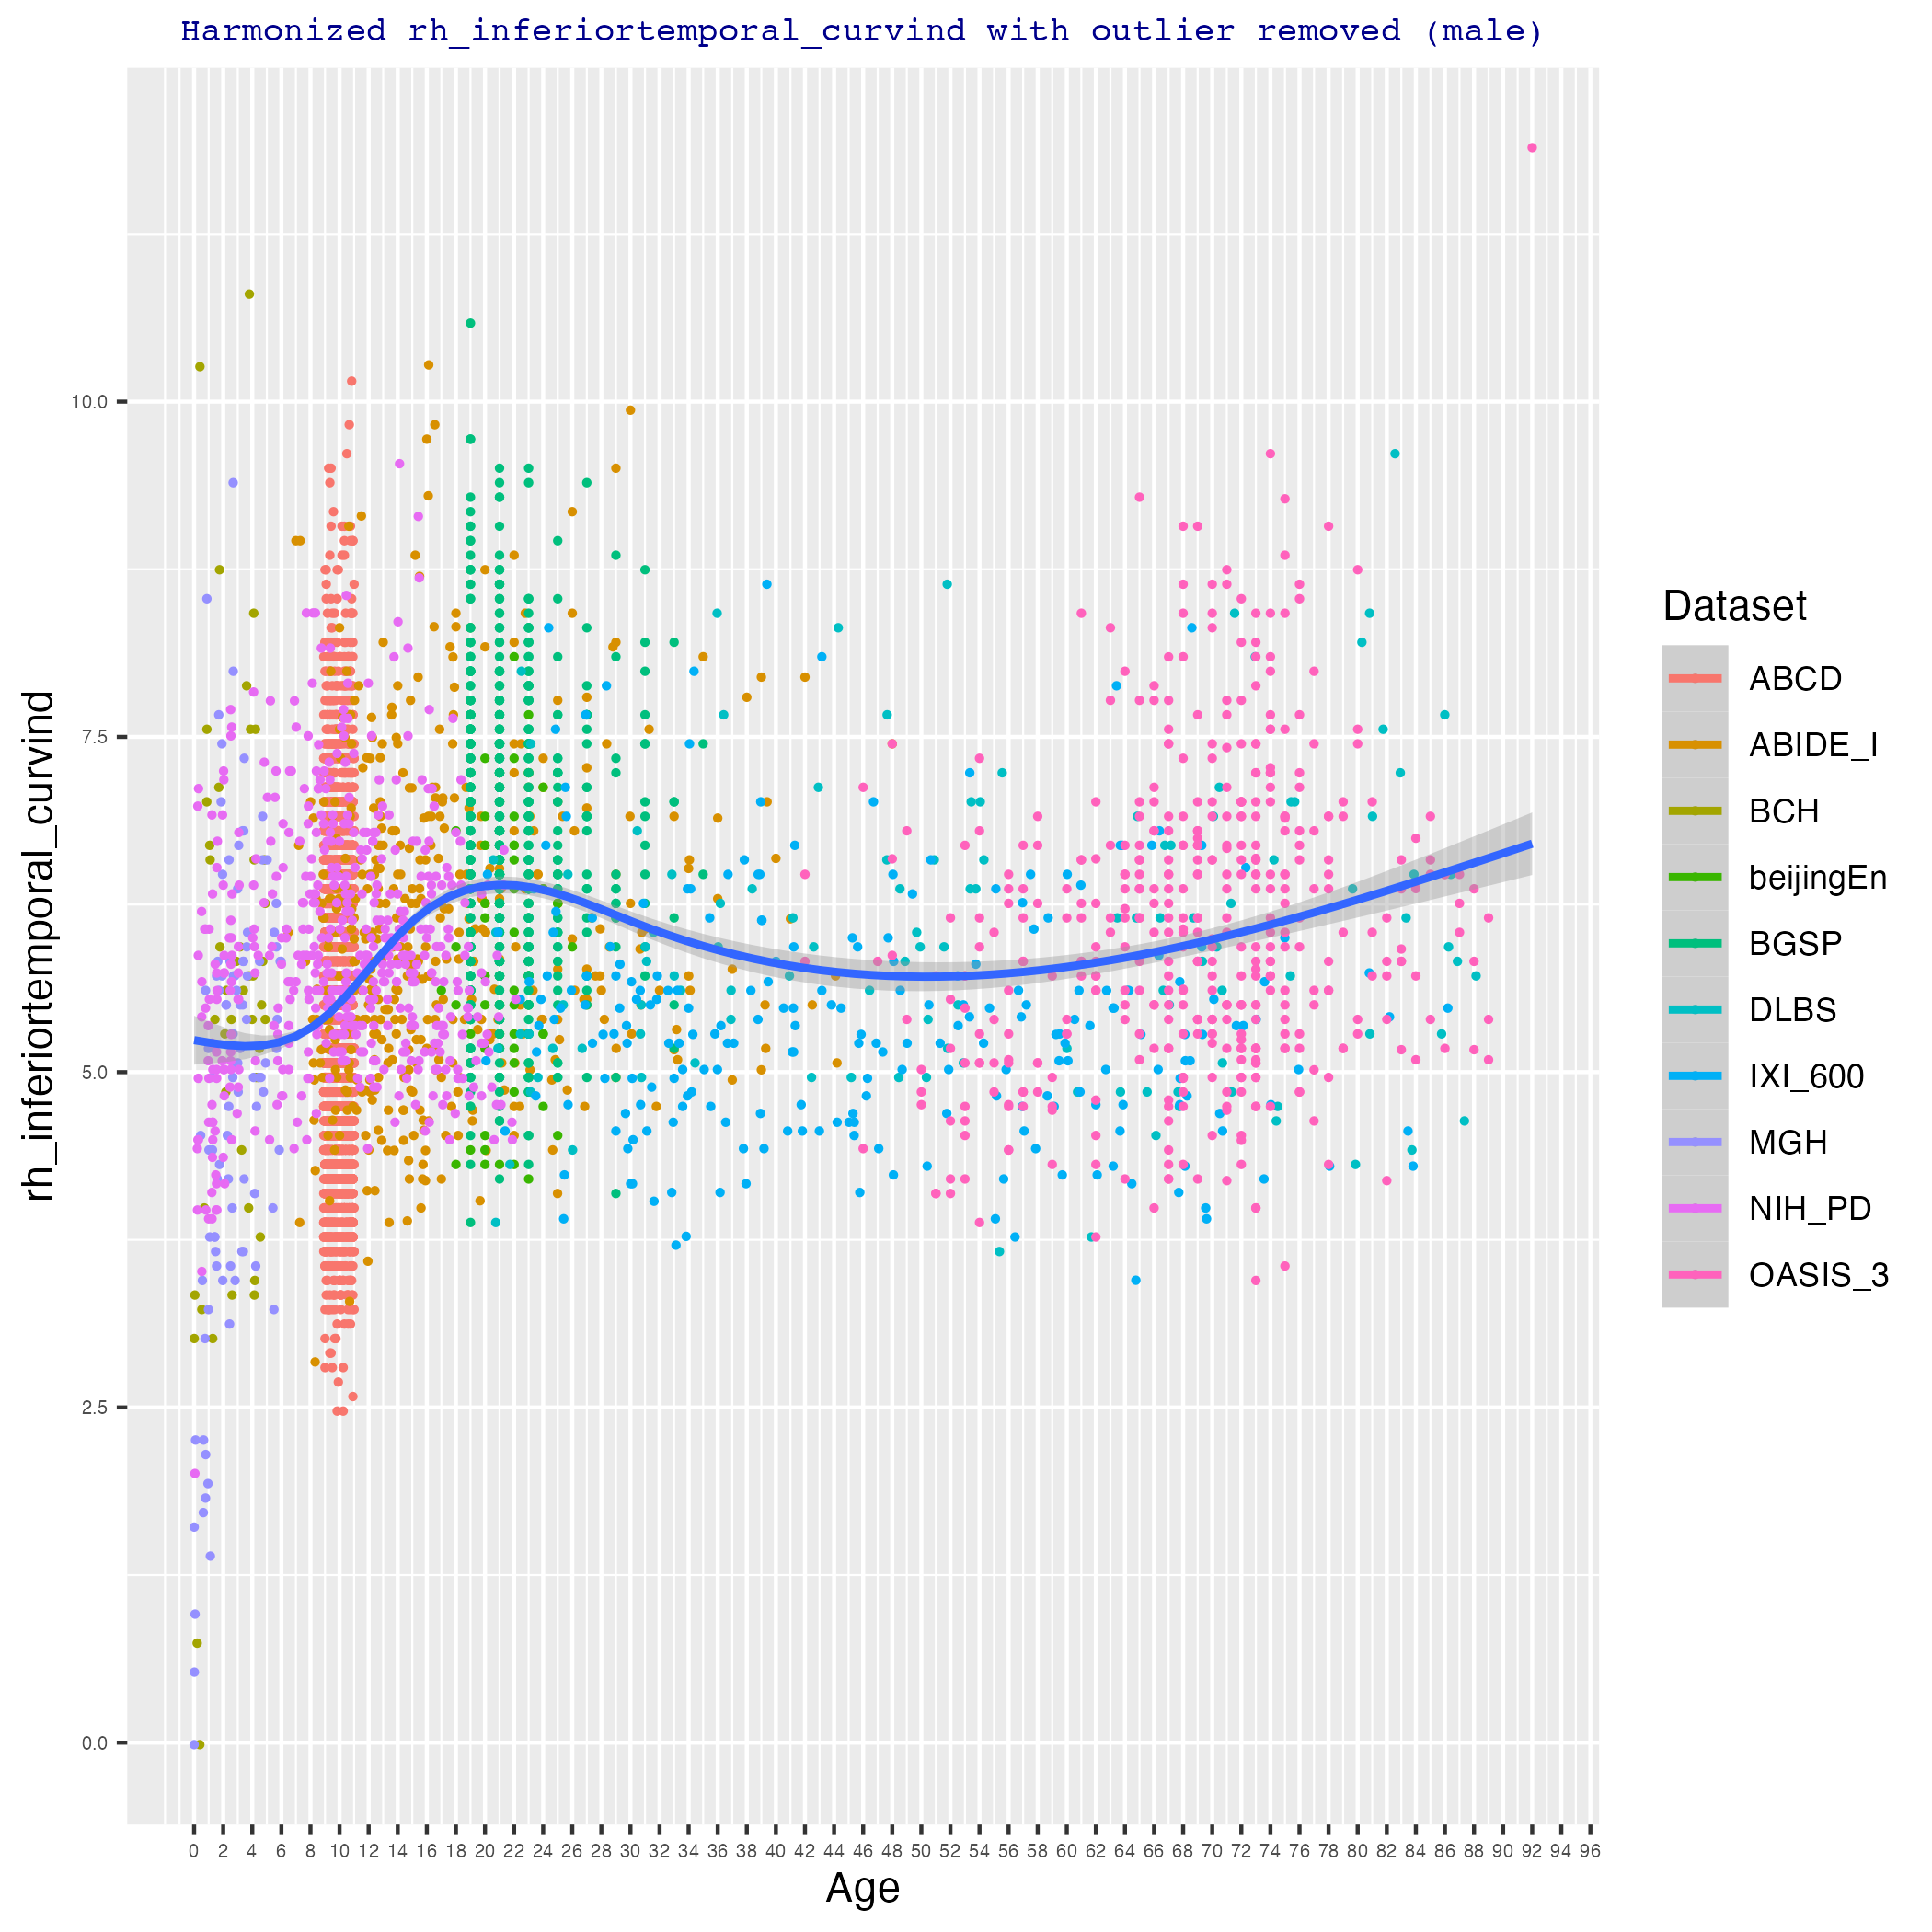 Harmonized rh_inferiortemporal_curvind with outlier removed (male)
rh_inferiortemporal_curvind
10.0
7.5
5.0
2.5
0.0
0 2 4 6 8 10 12 14 16 18 20 22 24 26 28 30 32 34 36 38 40 42 44 46 48 50 52 54 56 58 60 62 64 66 68 70 72 74 76 78 80 82 84 86 88 90 92 94 96
Age
Dataset
ABCD
ABIDE_I
BCH
beijingEn
BGSP
DLBS
IXI_600
MGH
NIH_PD
OASIS_3